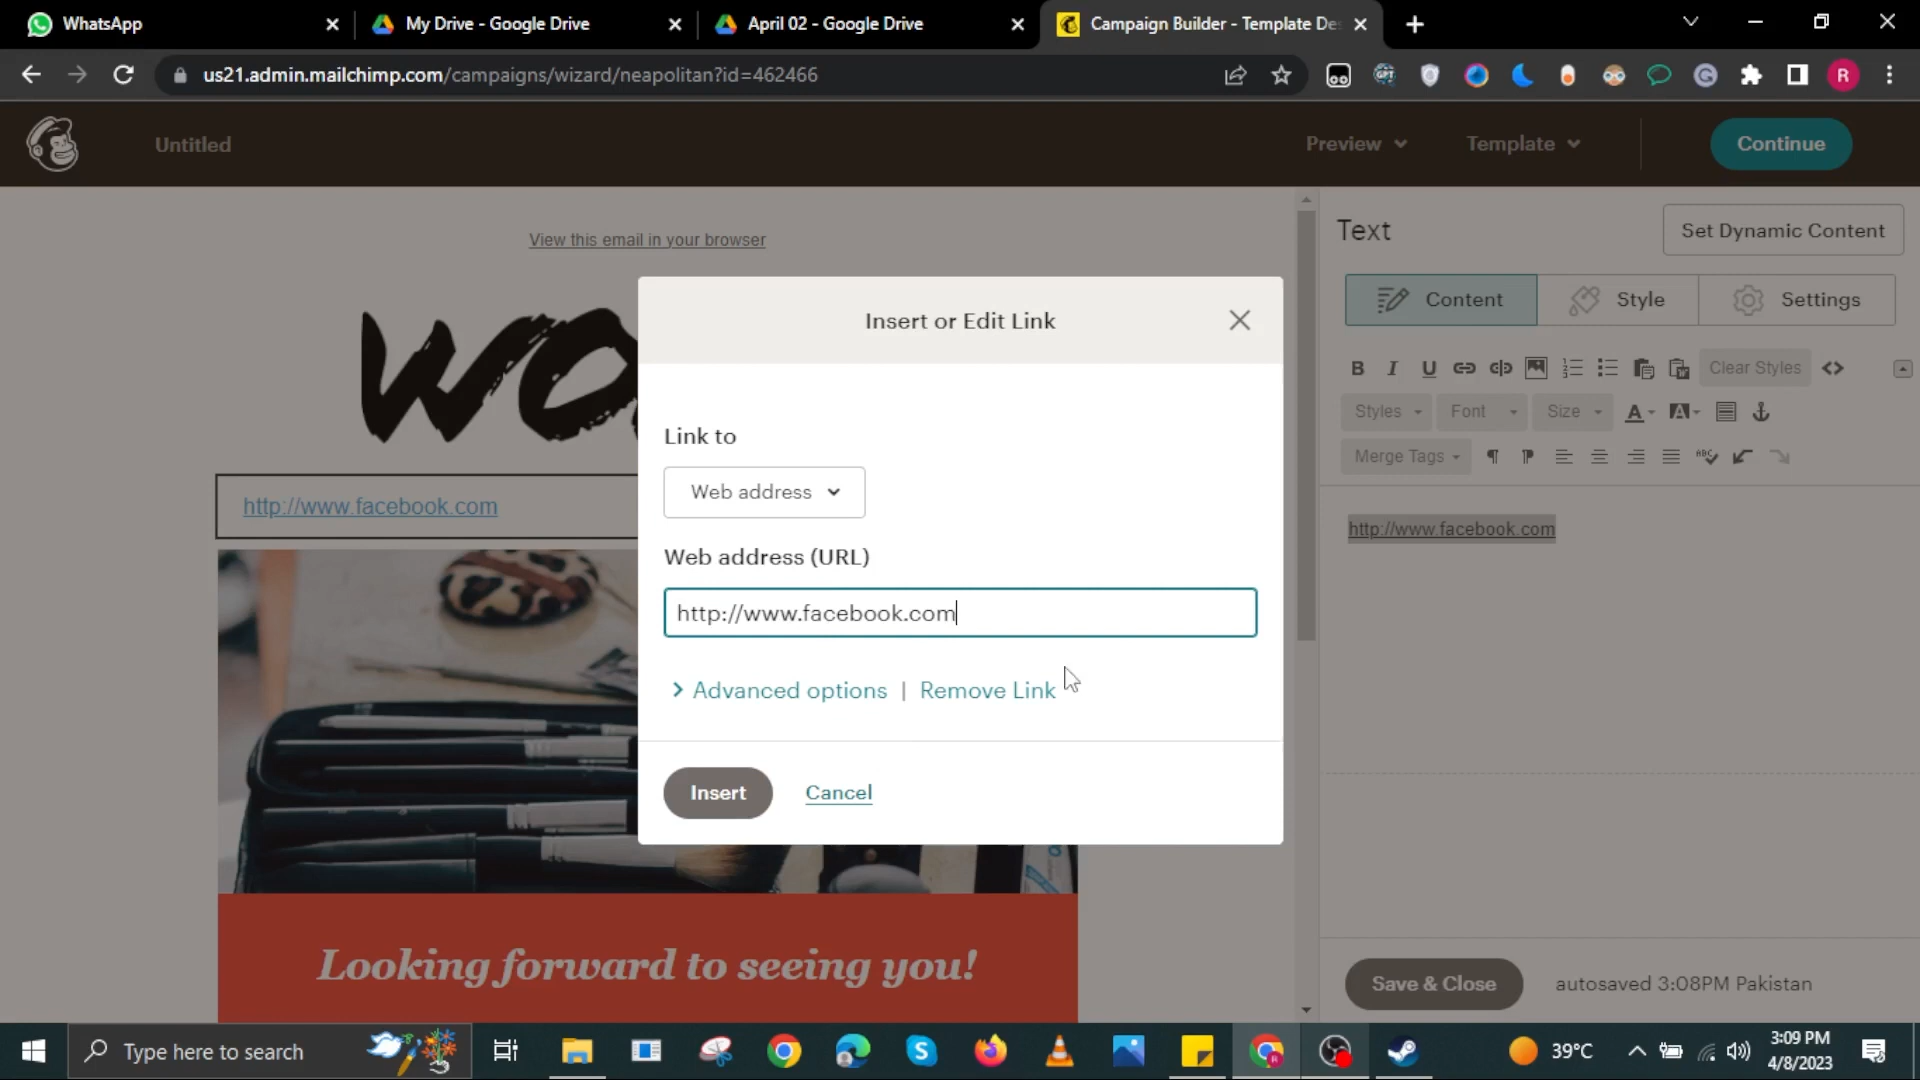 WhatsApp
My Drive - Google Drive
April 02 - Google Drive
Campaign Builder - Template De
us21.admin.mailchimp.com/campaigns/wizard/neapolitan?id=462466
R
Untitled
Preview
Template
Continue
View this email in your browser
Text
Set Dynamic Content
Content
Style
Settings
Insert or Edit Link
B I U
Clear Styles
Styles
Font
Size
A
A
Merge Tags
ABC
Link to
Web address
http://www.facebook.com
http://www.facebook.com
Web address (URL)
http://www.facebook.com
Advanced options | Remove Link
Insert
Cancel
Looking forward to seeing you!
Save & Close
autosaved 3:08PM Pakistan
Type here to search
39°C
3:09 PM
4/8/2023